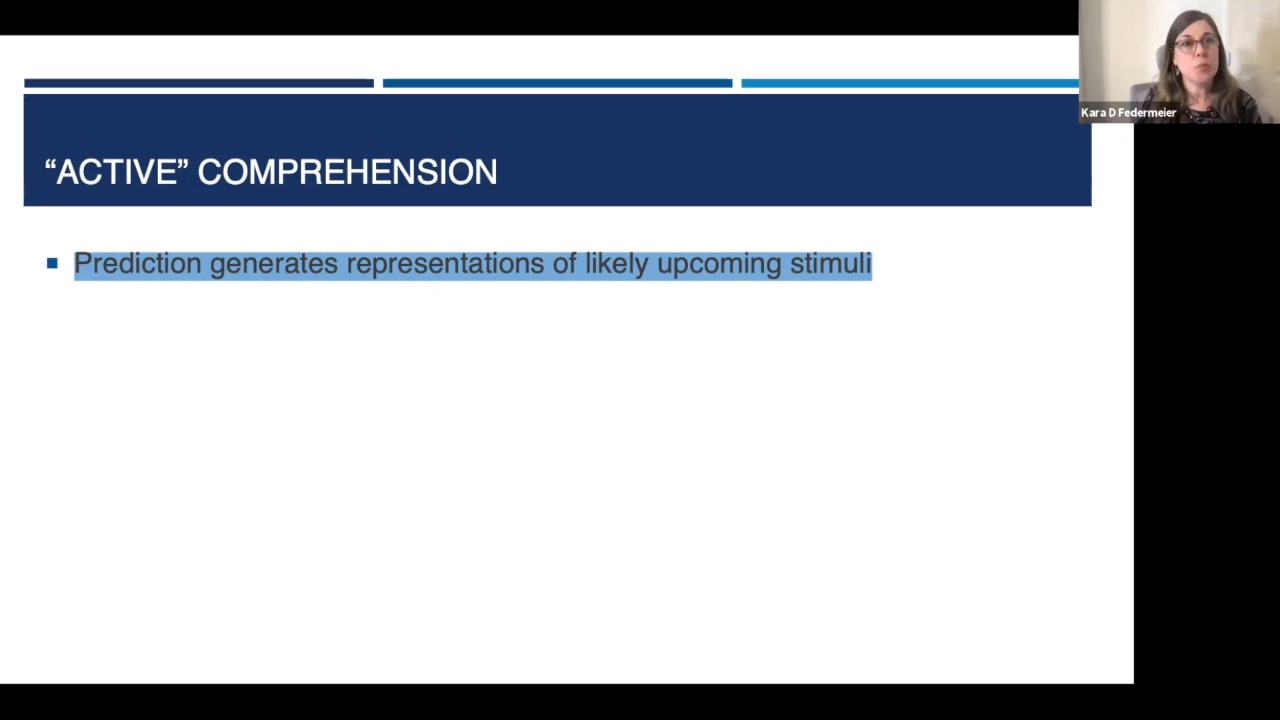 Kara D Federmeier
“ACTIVE” COMPREHENSION
Prediction generates representations of likely upcoming stimuli